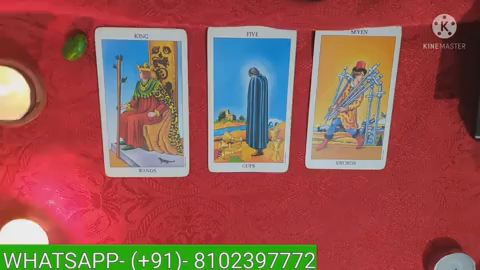 KING
WANDS
FIVE
CUPS
SEVEN
SWORDS
K
KINEMASTER
WHATSAPP- (+91)- 8102397772